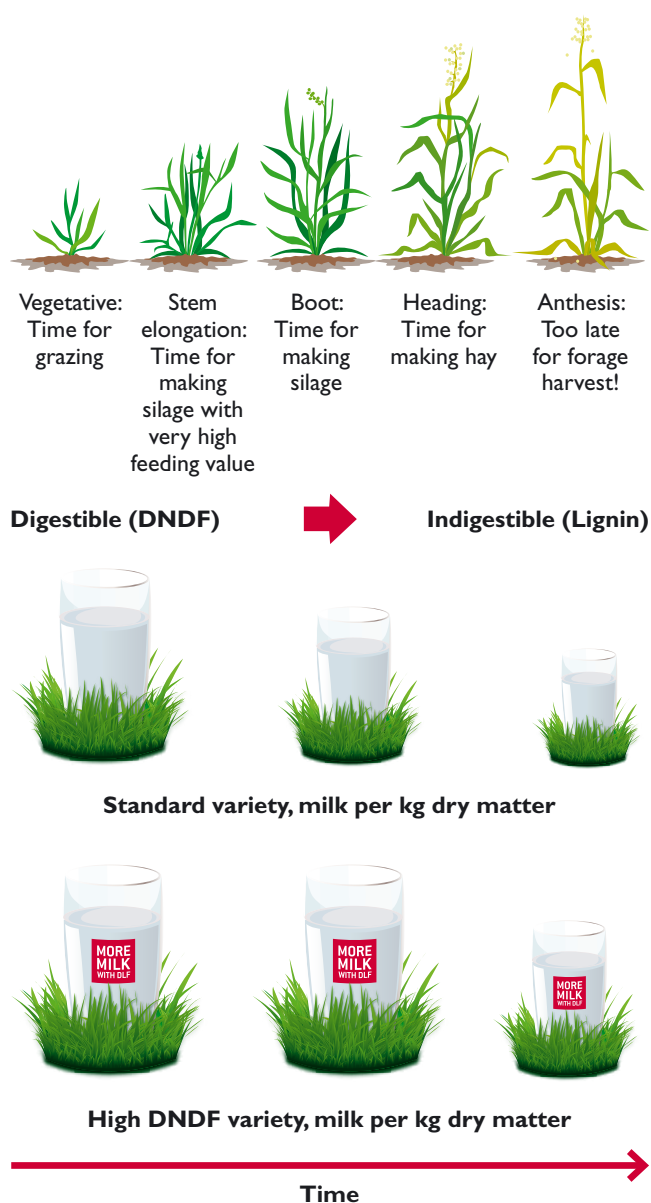 Vegetative:
Time for
grazing
Stem
elongation:
Time for
making
silage with
very high
feeding value
Boot:
Time for
making
silage
Heading:
Time for
making hay
Anthesis:
Too late
for forage
harvest!
Digestible (DNDF)
Indigestible (Lignin)
Standard variety, milk per kg dry matter
MORE
MILK
WITH DLF
MORE
MILK
WITH DLF
MORE
MILK
WITH DLF
High DNDF variety, milk per kg dry matter
Time